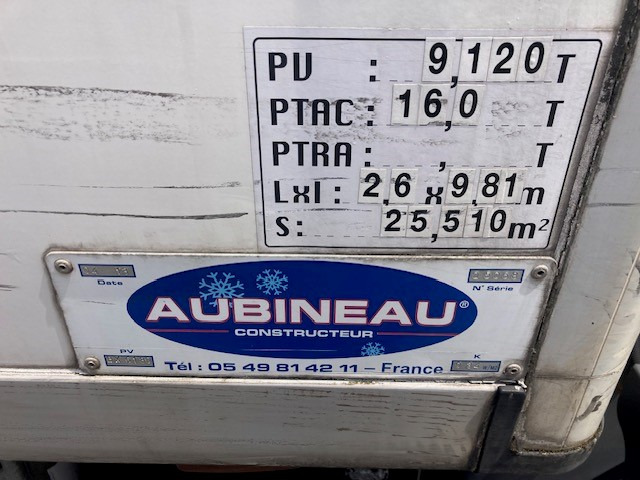 PV : 9,120 T
PTAC : 16,0 T
PTRA : , T
Lxl : 2,6 x 9,81 m
S: 25,510 m²
Date
N° Série
AUBINEAU®
CONSTRUCTEUR
PV
K
Tél : 05 49 81 42 11 – France